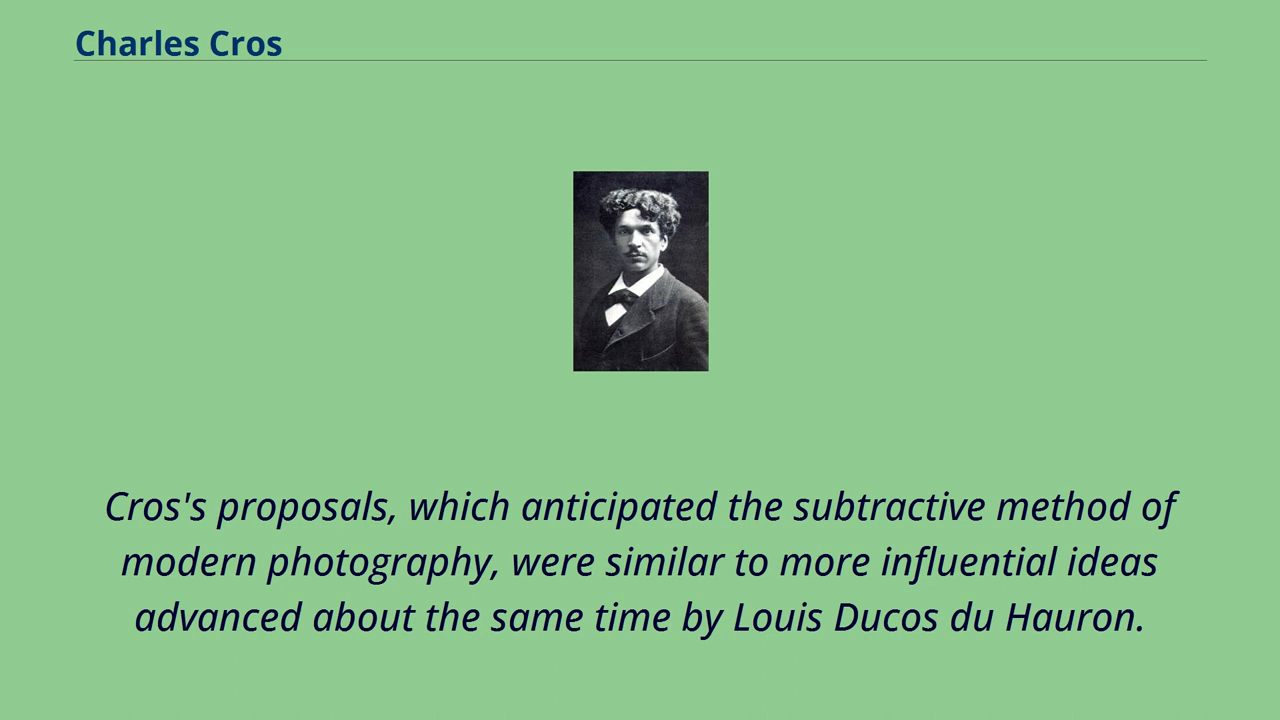 Charles Cros
Cros's proposals, which anticipated the subtractive method of
modern photography, were similar to more influential ideas
advanced about the same time by Louis Ducos du Hauron.